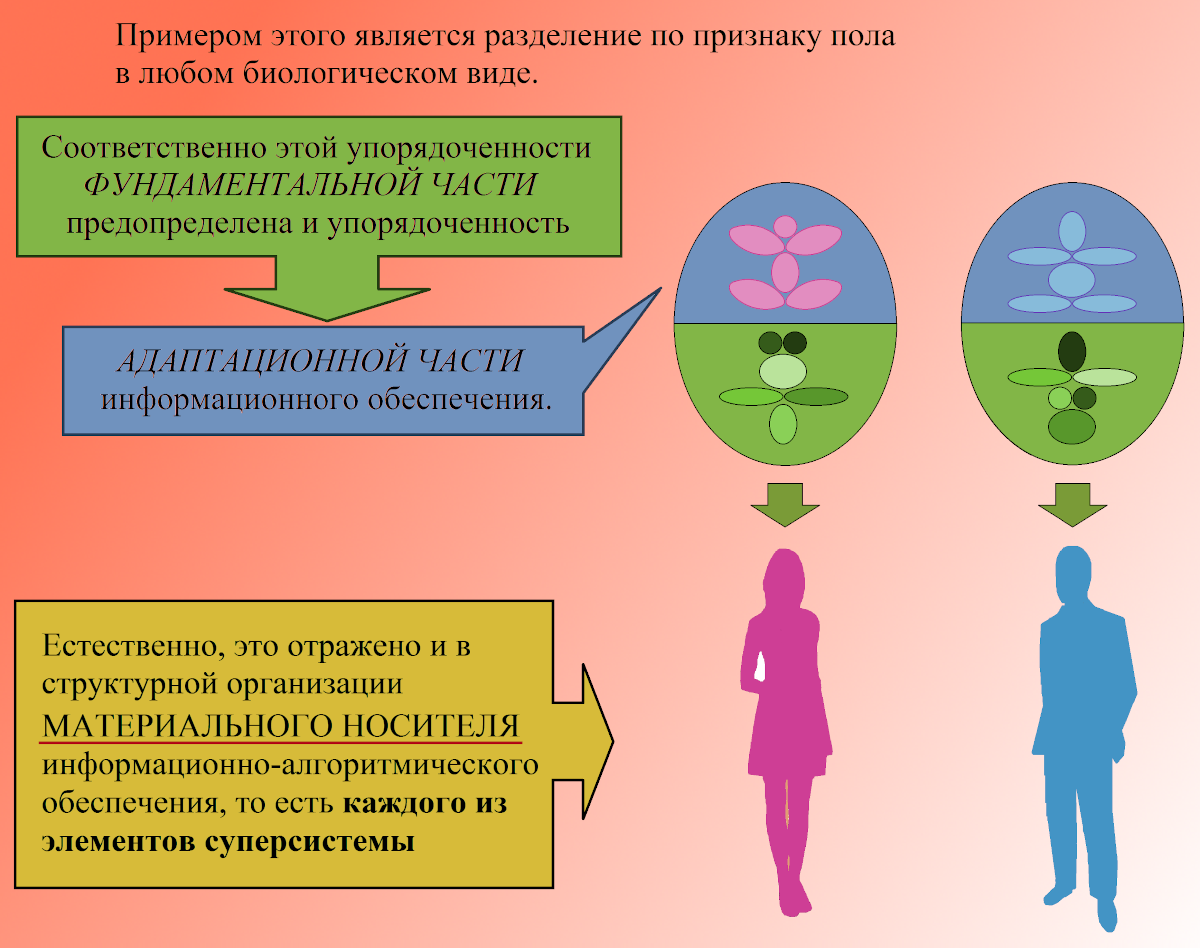 Примером этого является разделение по признаку пола
в любом биологическом виде.
Соответственно этой упорядоченности
ФУНДАМЕНТАЛЬНОЙ ЧАСТИ
предопределена и упорядоченность
АДАПТАЦИОННОЙ ЧАСТИ
информационного обеспечения.
Естественно, это отражено и в
структурной организации
МАТЕРИАЛЬНОГО НОСИТЕЛЯ
информационно-алгоритмического
обеспечения, то есть каждого из
элементов суперсистемы